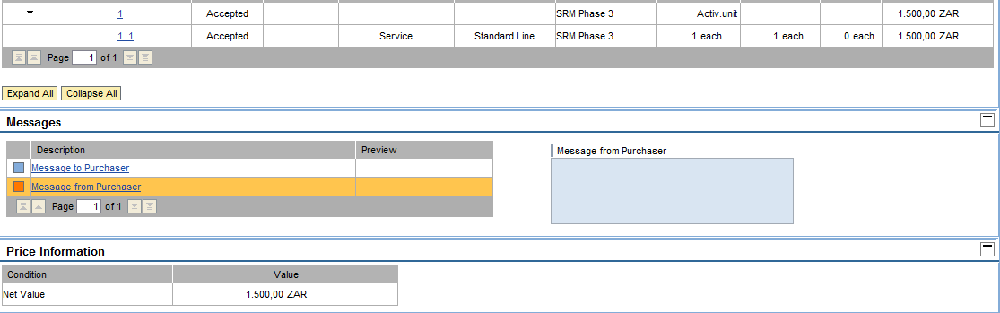 1 Accepted SRM Phase 3 Activ.unit 1.500,00 ZAR
1 .1 Accepted Service Standard Line SRM Phase 3 1 each 1 each 0 each 1.500,00 ZAR
Page 1 of 1
Expand All Collapse All
Messages
Description Preview
Message to Purchaser
Message from Purchaser
Page 1 of 1
Message from Purchaser
Price Information
Condition Value
Net Value 1.500,00 ZAR